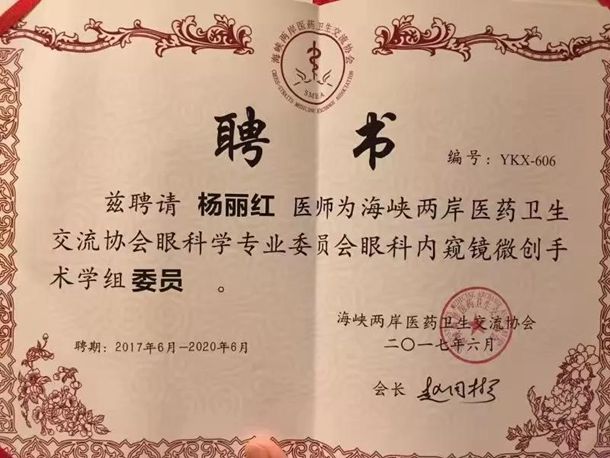 海峡两岸医药卫生交流协会
SMEA
聘书
编号：YKX-606
兹聘请 杨丽红 医师为海峡两岸医药卫生
交流协会眼科学专业委员会眼科内窥镜微创手
术学组委员 。
海峡两岸医药卫生交流协会
二〇一七年六月
聘期：2017年6月—2020年6月
会长